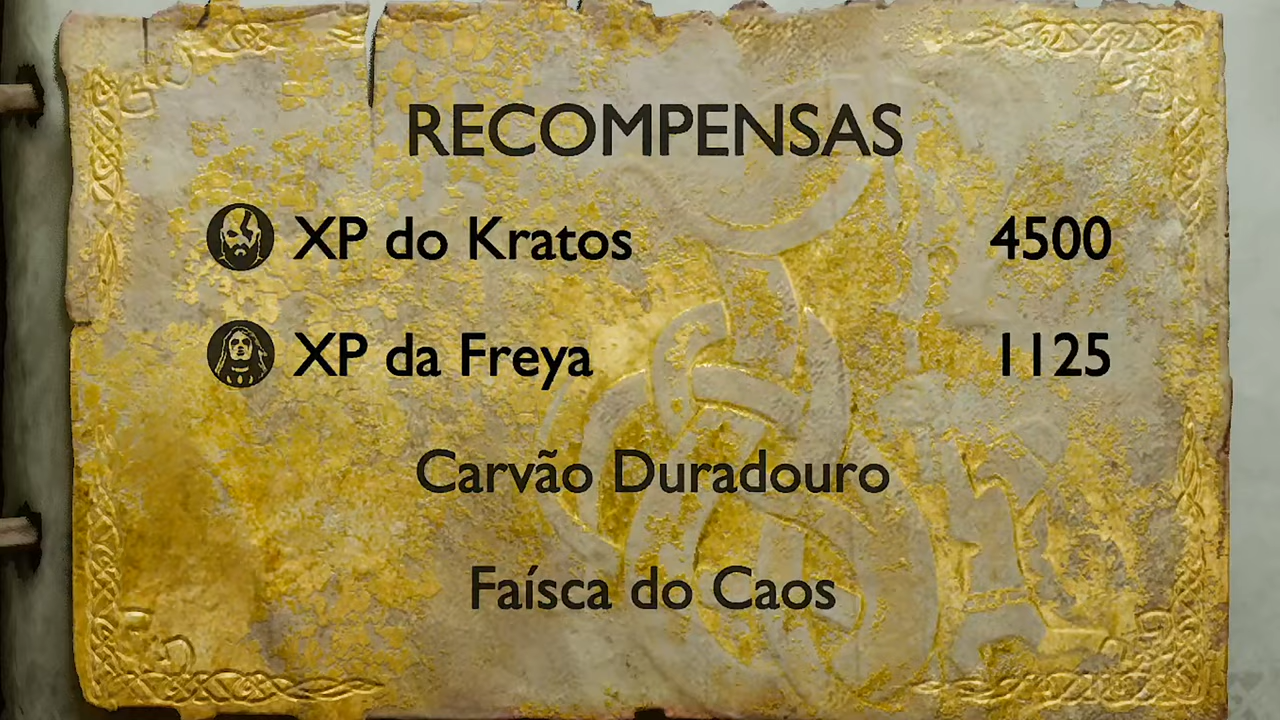 RECOMPENSAS
XP do Kratos 4500
XP da Freya 1125
Carvão Duradouro
Faísca do Caos